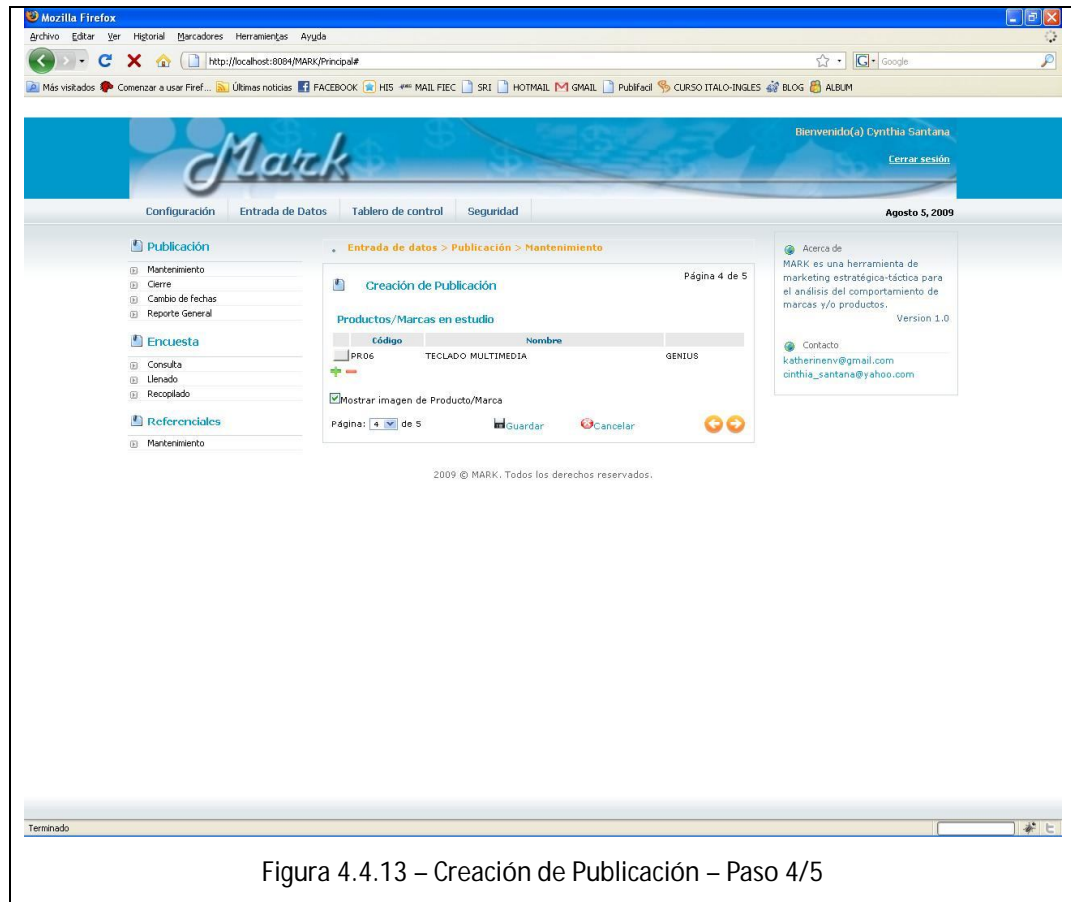 Mozilla Firefox
Archivo Editar Ver Historial Marcadores Herramientas Ayuda
http://localhost:8084/MARK/Principal#
Google
Más visitados Comenzar a usar Firef... Últimas noticias FACEBOOK HI5 MAIL FIEC SRI HOTMAIL GMAIL Publifacil CURSO ITALO-INGLES BLOG ALBUM
Mark
Bienvenido(a) Cynthia Santana
Cerrar sesión
Configuración Entrada de Datos Tablero de control Seguridad
Agosto 5, 2009
Publicación
Mantenimiento
Cierre
Cambio de fechas
Reporte General
Encuesta
Consulta
Llenado
Recopilado
Referenciales
Mantenimiento
Entrada de datos > Publicación > Mantenimiento
Creación de Publicación
Página 4 de 5
Productos/Marcas en estudio
Código Nombre
PR06 TECLADO MULTIMEDIA GENIUS
Mostrar imagen de Producto/Marca
Página: 4 de 5 Guardar Cancelar
Acerca de
MARK es una herramienta de
marketing estratégica-táctica para
el análisis del comportamiento de
marcas y/o productos.
Version 1.0
Contacto
katherinenv@gmail.com
cinthia_santana@yahoo.com
2009 © MARK. Todos los derechos reservados.
Terminado
Figura 4.4.13 – Creación de Publicación – Paso 4/5